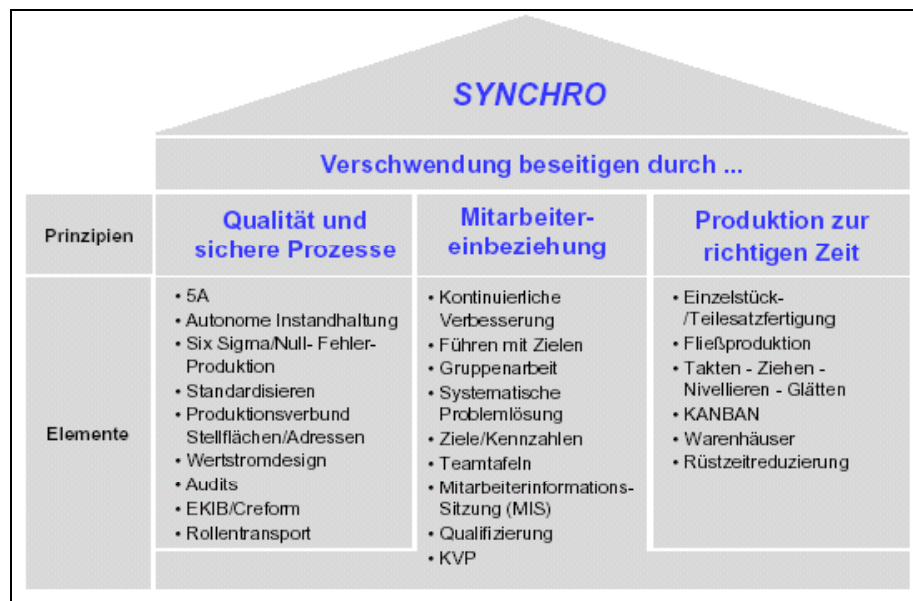 SYNCHRO
Verschwendung beseitigen durch ...
Prinzipien
Qualität und
sichere Prozesse
Mitarbeiter-
einbeziehung
Produktion zur
richtigen Zeit
Elemente
• 5A
• Autonome Instandhaltung
• Six Sigma/Null- Fehler-
Produktion
• Standardisieren
• Produktionsverbund
Stellflächen/Adressen
• Wertstromdesign
• Audits
• EKIB/Creform
• Rollentransport
• Kontinuierliche
Verbesserung
• Führen mit Zielen
• Gruppenarbeit
• Systematische
Problemlösung
• Ziele/Kennzahlen
• Teamtafeln
• Mitarbeiterinformations-
Sitzung (MIS)
• Qualifizierung
• KVP
• Einzelstück-
/Teilesatzfertigung
• Fließproduktion
• Takten - Ziehen -
Nivellieren - Glätten
• KANBAN
• Warenhäuser
• Rüstzeitreduzierung